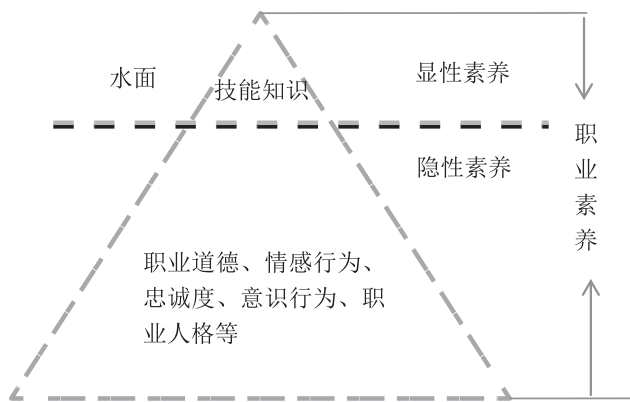 水面
技能知识
显性素养
隐性素养
职业素养
职业道德、情感行为、
忠诚度、意识行为、职
业人格等